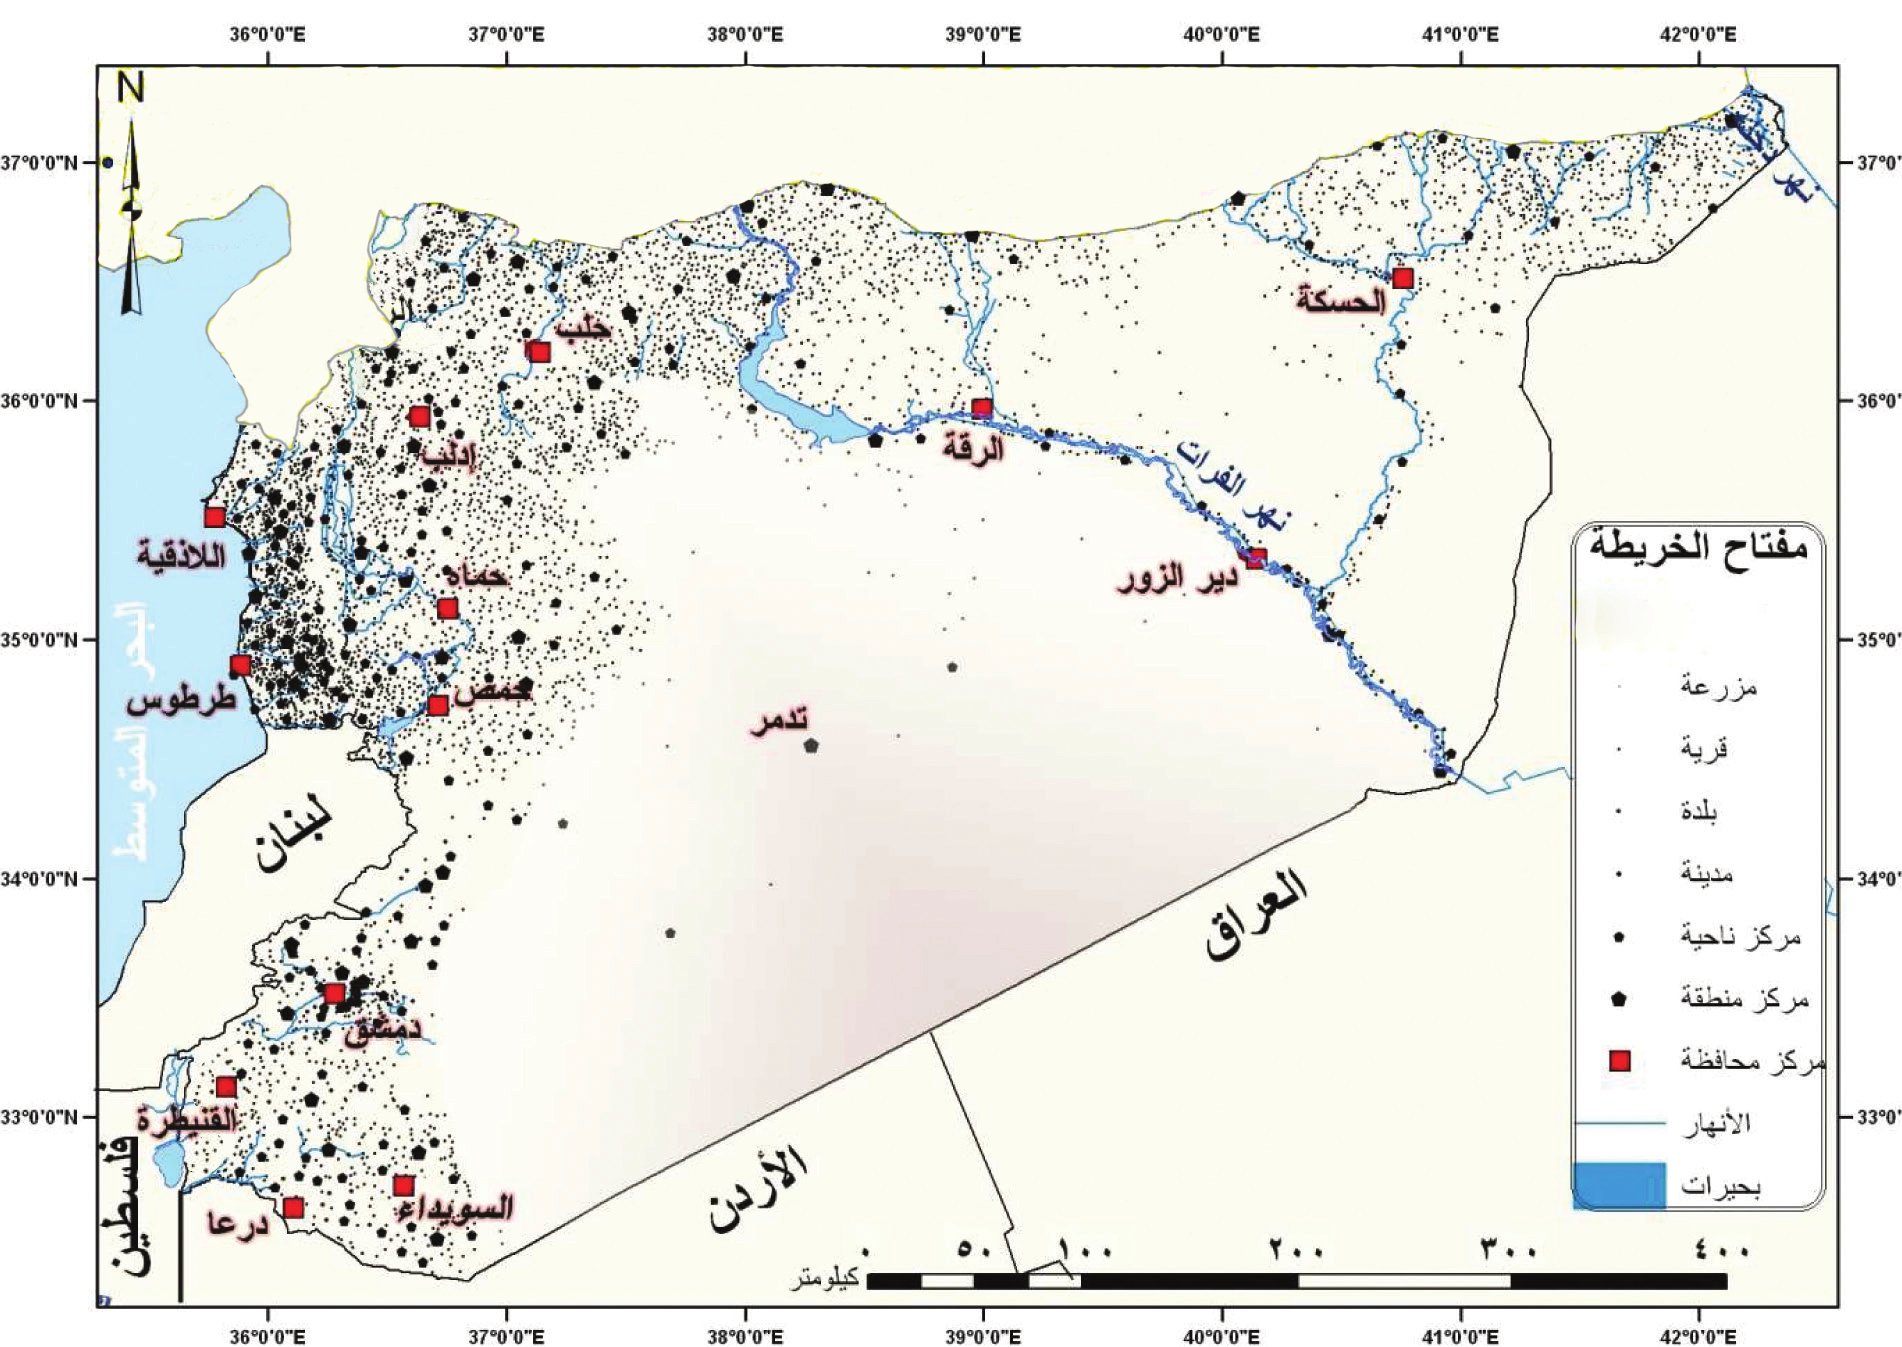 36°0'0"E 37°0'0"E 38°0'0"E 39°0'0"E 40°0'0"E 41°0'0"E 42°0'0"E
N
37°0'0"N
37°0'
نهر دجلة
حلب
الحسكة
36°0'0"N
36°0'
إدلب
الرقة
نهر الفرات
اللاذقية
حماه
دير الزور
35°0'0"N
35°0'
البحر المتوسط
طرطوس
حمص
تدمر
لبنان
34°0'0"N
34°0'
العراق
دمشق
33°0'0"N
33°0'
القنيطرة
فلسطين
الأردن
درعا
السويداء
مفتاح الخريطة
مزرعة
قرية
بلدة
مدينة
مركز ناحية
مركز منطقة
مركز محافظة
الأنهار
بحيرات
٠ ٥٠ ١٠٠ ٢٠٠ ٣٠٠ ٤٠٠
كيلومتر
36°0'0"E 37°0'0"E 38°0'0"E 39°0'0"E 40°0'0"E 41°0'0"E 42°0'0"E